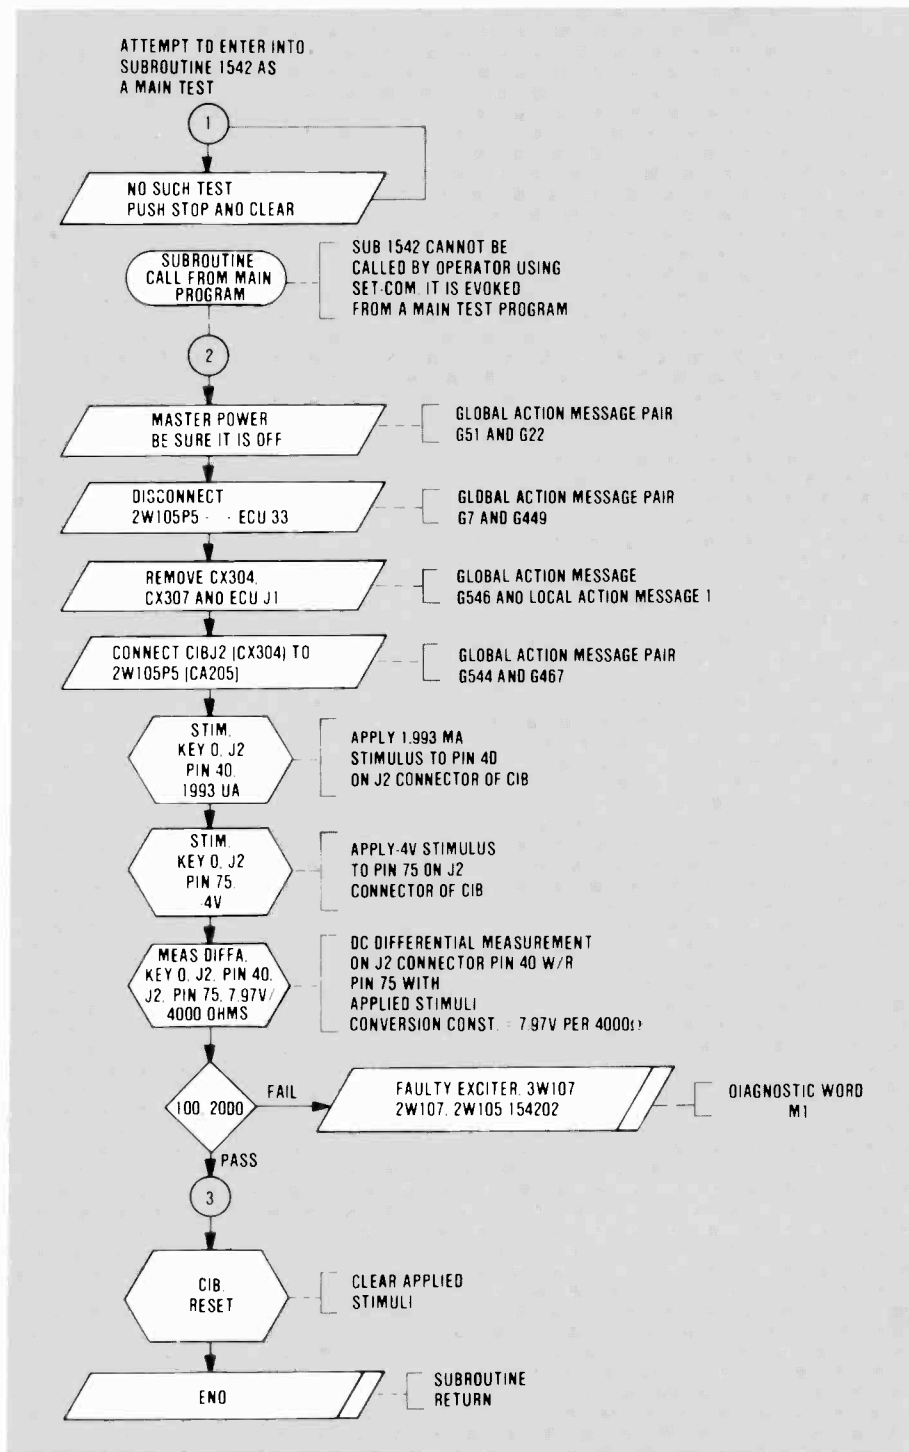 ATTEMPT TO ENTER INTO
SUBROUTINE 1542 AS
A MAIN TEST
1
NO SUCH TEST
PUSH STOP AND CLEAR
SUBROUTINE
CALL FROM MAIN
PROGRAM
SUB 1542 CANNOT BE
CALLED BY OPERATOR USING
SET-COM. IT IS EVOKED
FROM A MAIN TEST PROGRAM
2
MASTER POWER
BE SURE IT IS OFF
GLOBAL ACTION MESSAGE PAIR
G51 AND G22
DISCONNECT
2W105P5 - - ECU 33
GLOBAL ACTION MESSAGE PAIR
G7 AND G449
REMOVE CX304,
CX307 AND ECU J1
GLOBAL ACTION MESSAGE
G546 AND LOCAL ACTION MESSAGE 1
CONNECT CIBJ2 (CX304) TO
2W105P5 (CA205)
GLOBAL ACTION MESSAGE PAIR
G544 AND G467
STIM,
KEY 0, J2
PIN 40,
1993 UA
APPLY 1.993 MA
STIMULUS TO PIN 40
ON J2 CONNECTOR OF CIB
STIM,
KEY 0, J2
PIN 75,
-4V
APPLY-4V STIMULUS
TO PIN 75 ON J2
CONNECTOR OF CIB
MEAS DIFFA,
KEY 0, J2, PIN 40,
J2, PIN 75, 7.97V/
4000 OHMS
DC DIFFERENTIAL MEASUREMENT
ON J2 CONNECTOR PIN 40 W/R
PIN 75 WITH
APPLIED STIMULI
CONVERSION CONST. = 7.97V PER 4000Ω
100, 2000
FAIL
FAULTY EXCITER, 3W107
2W107, 2W105 154202
DIAGNOSTIC WORD
M1
PASS
3
CIB,
RESET
CLEAR APPLIED
STIMULI
END
SUBROUTINE
RETURN